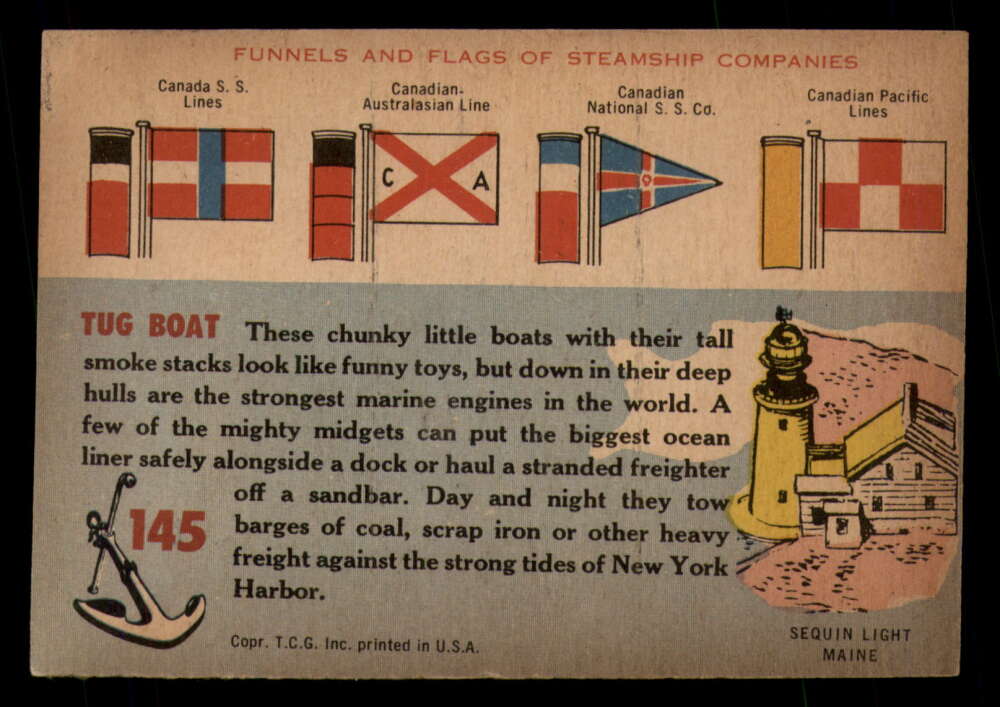 FUNNELS AND FLAGS OF STEAMSHIP COMPANIES
Canada S. S.
Lines
Canadian-
Australasian Line
Canadian
National S. S. Co.
Canadian Pacific
Lines
C A
TUG BOAT These chunky little boats with their tall
smoke stacks look like funny toys, but down in their deep
hulls are the strongest marine engines in the world. A
few of the mighty midgets can put the biggest ocean
liner safely alongside a dock or haul a stranded freighter
off a sandbar. Day and night they tow
barges of coal, scrap iron or other heavy
freight against the strong tides of New York
Harbor.
145
Copr. T.C.G. Inc. printed in U.S.A.
SEQUIN LIGHT
MAINE